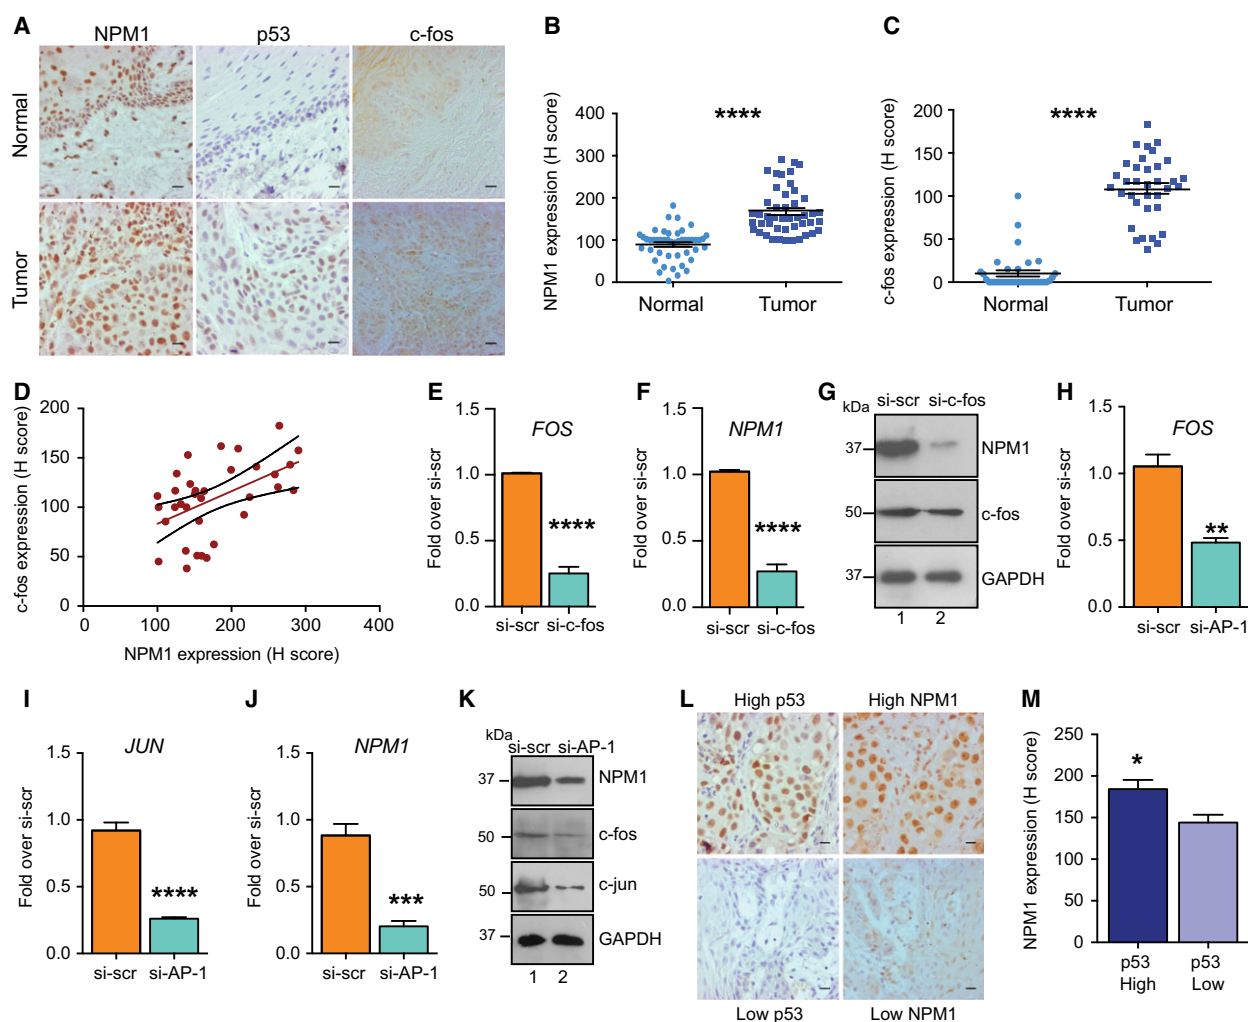 A
NPM1 p53 c-fos
Normal
Tumor
B
NPM1 expression (H score)
400
300
200
100
0
****
Normal Tumor
C
c-fos expression (H score)
200
150
100
50
0
****
Normal Tumor
D
c-fos expression (H score)
200
150
100
50
0
0 100 200 300 400
NPM1 expression (H score)
E
Fold over si-scr
1.5
1.0
0.5
0.0
FOS
****
si-scr si-c-fos
F
Fold over si-scr
1.5
1.0
0.5
0.0
NPM1
****
si-scr si-c-fos
G
kDa si-scr si-c-fos
37 NPM1
50 c-fos
37 GAPDH
1 2
H
Fold over si-scr
1.5
1.0
0.5
0.0
FOS
**
si-scr si-AP-1
I
Fold over si-scr
1.5
1.0
0.5
0.0
JUN
****
si-scr si-AP-1
J
Fold over si-scr
1.5
1.0
0.5
0.0
NPM1
***
si-scr si-AP-1
K
kDa
si-scr si-AP-1
37 NPM1
50 c-fos
50 c-jun
37 GAPDH
1 2
L
High p53 High NPM1
Low p53 Low NPM1
M
NPM1 expression (H score)
250
200
150
100
50
0
*
p53 High
p53 Low